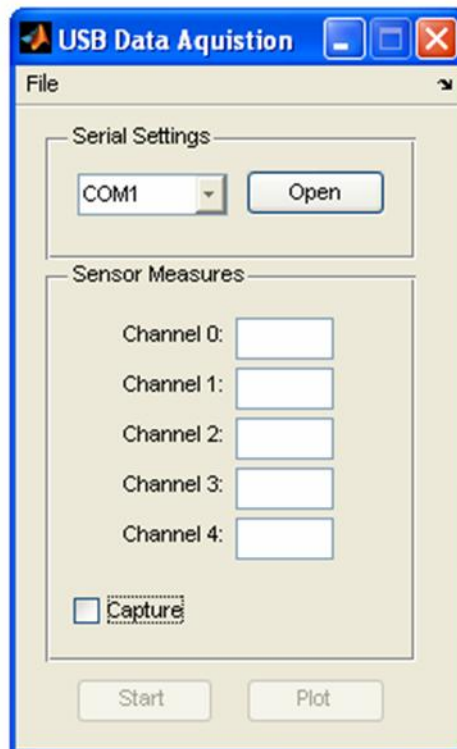 USB Data Aquistion
File
Serial Settings
COM1 Open
Sensor Measures
Channel 0:
Channel 1:
Channel 2:
Channel 3:
Channel 4:
Capture
Start Plot